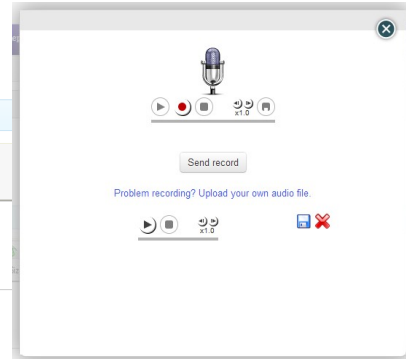 x1.0
Send record
Problem recording? Upload your own audio file.
x1.0